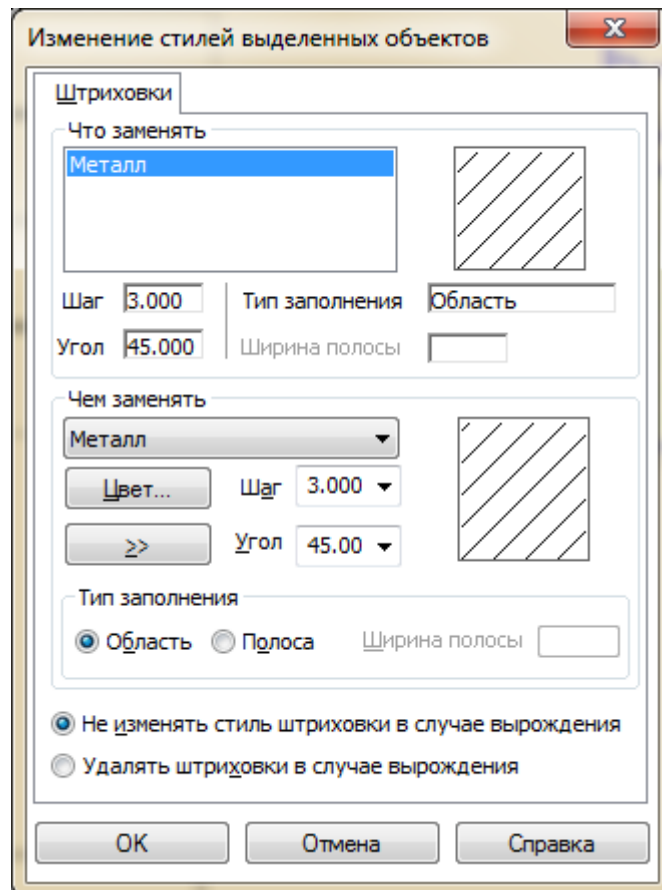 Изменение стилей выделенных объектов
Штриховки
Что заменять
Металл
Шаг 3.000 Тип заполнения Область
Угол 45.000 Ширина полосы
Чем заменять
Металл
Цвет... Шаг 3.000
>> Угол 45.00
Тип заполнения
Область Полоса Ширина полосы
Не изменять стиль штриховки в случае вырождения
Удалять штриховки в случае вырождения
OK Отмена Справка